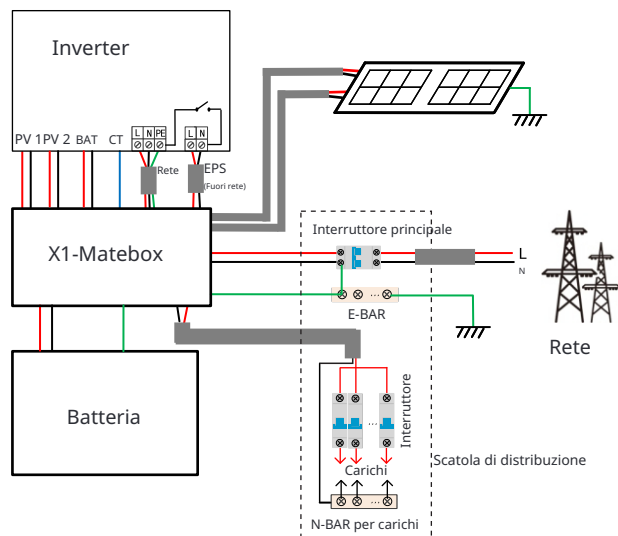 Inverter
PV 1 PV 2 BAT CT
L N PE
L N
Rete
EPS
(Fuori rete)
X1-Matebox
Interruttore principale
L
N
E-BAR
Rete
Batteria
Interruttore
...
...
Carichi
Scatola di distribuzione
...
N-BAR per carichi